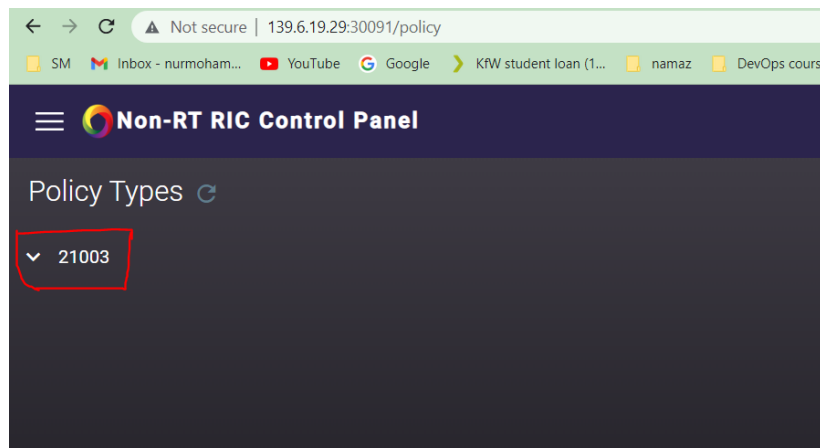 Not secure | 139.6.19.29:30091/policy
SM Inbox - nurmoham... YouTube Google KfW student loan (1... namaz DevOps cours
Non-RT RIC Control Panel
Policy Types
21003